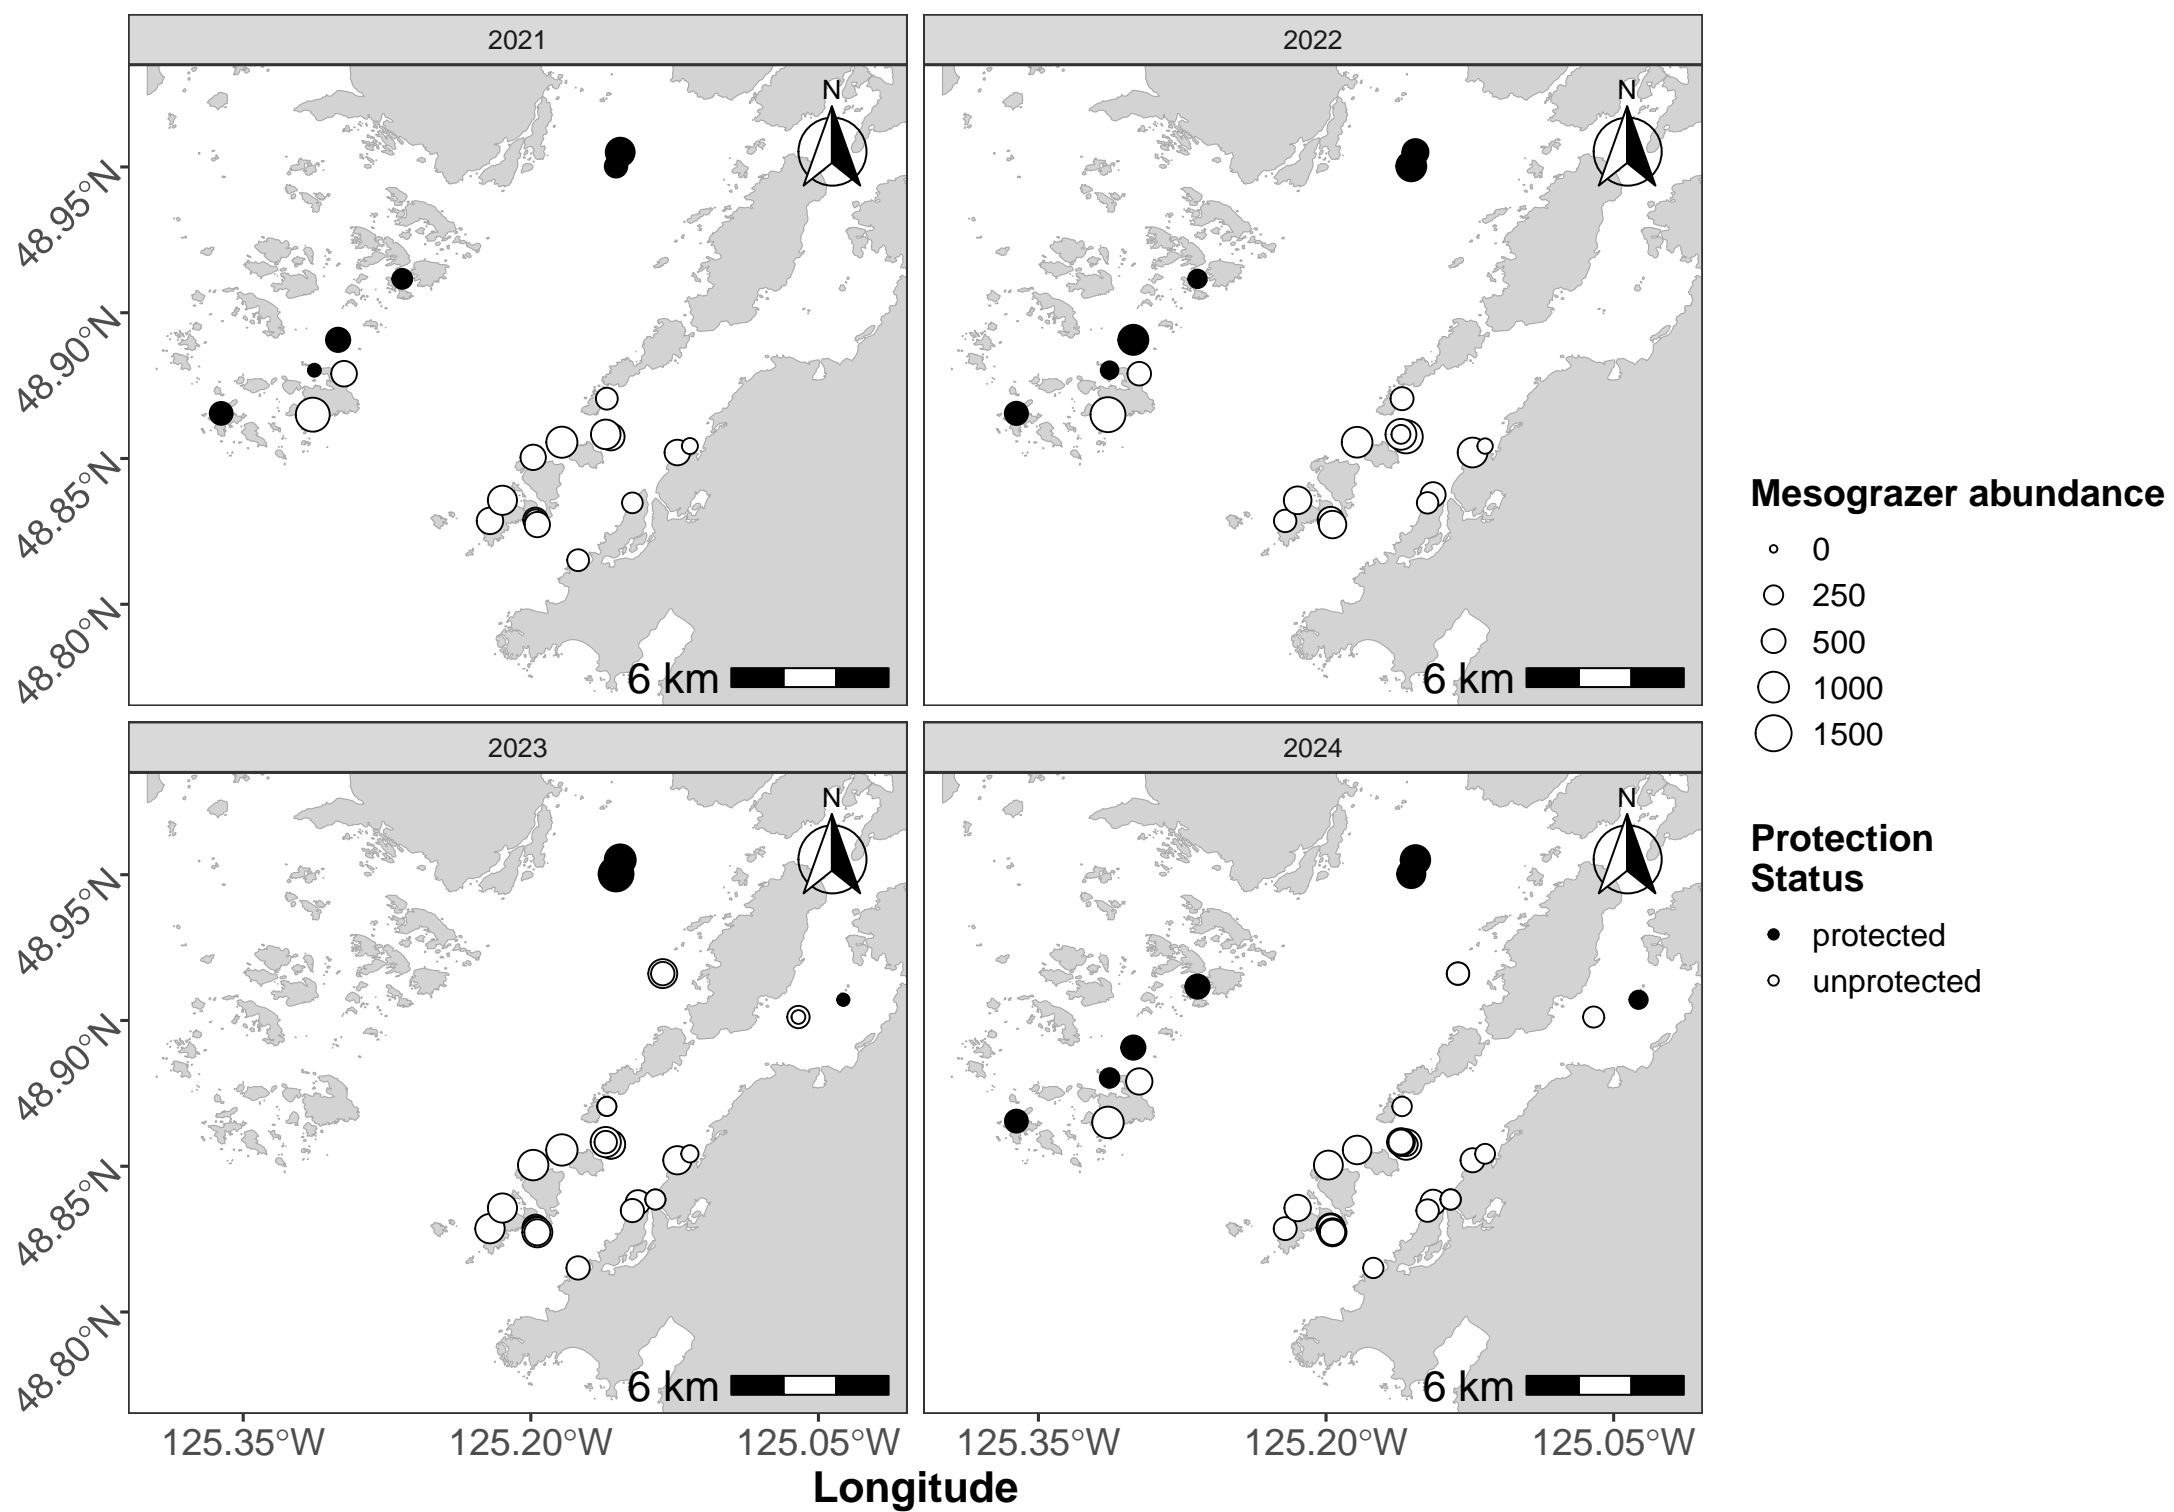 2021
2022
N
N
48.95°N
48.90°N
48.85°N
48.80°N
6 km
6 km
2023
2024
N
N
48.95°N
48.90°N
48.85°N
48.80°N
6 km
6 km
125.35°W
125.20°W
125.05°W
125.35°W
125.20°W
125.05°W
Longitude
Mesograzer abundance
0
250
500
1000
1500
Protection
Status
protected
unprotected